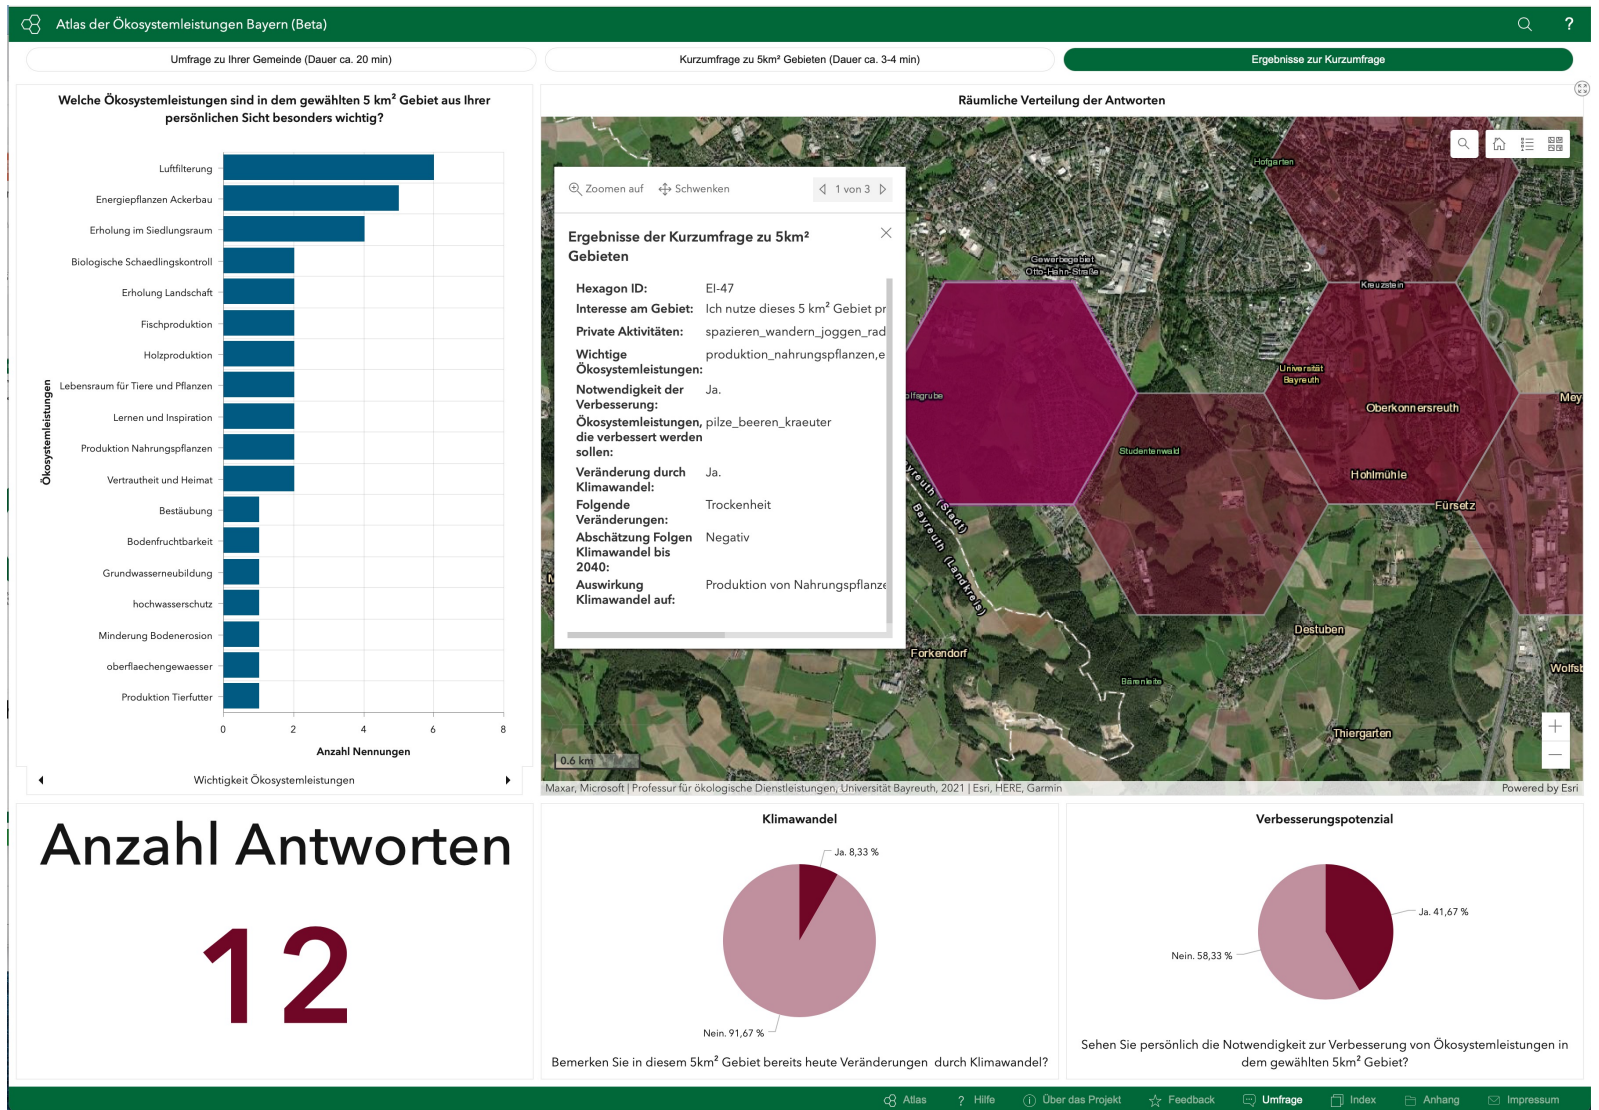 Atlas der Ökosystemleistungen Bayern (Beta)
?
Umfrage zu Ihrer Gemeinde (Dauer ca. 20 min)
Kurzumfrage zu 5km² Gebieten (Dauer ca. 3-4 min)
Ergebnisse zur Kurzumfrage
Welche Ökosystemleistungen sind in dem gewählten 5 km² Gebiet aus Ihrer
persönlichen Sicht besonders wichtig?
Ökosystemleistungen
Luftfilterung
Energiepflanzen Ackerbau
Erholung im Siedlungsraum
Biologische Schaedlingskontroll
Erholung Landschaft
Fischproduktion
Holzproduktion
Lebensraum für Tiere und Pflanzen
Lernen und Inspiration
Produktion Nahrungspflanzen
Vertrautheit und Heimat
Bestäubung
Bodenfruchtbarkeit
Grundwasserneubildung
hochwasserschutz
Minderung Bodenerosion
oberflaechengewaesser
Produktion Tierfutter
0 2 4 6 8
Anzahl Nennungen
Wichtigkeit Ökosystemleistungen
Räumliche Verteilung der Antworten
Zoomen auf
Schwenken
1 von 3
Ergebnisse der Kurzumfrage zu 5km²
Gebieten
Hexagon ID: EI-47
Interesse am Gebiet: Ich nutze dieses 5 km² Gebiet pr
Private Aktivitäten: spazieren_wandern_joggen_rad
Wichtige produktion_nahrungspflanzen,e
Ökosystemleistungen:
Notwendigkeit der Ja.
Verbesserung:
Ökosystemleistungen, pilze_beeren_kraeuter
die verbessert werden
sollen:
Veränderung durch Ja.
Klimawandel:
Folgende Trockenheit
Veränderungen:
Abschätzung Folgen Negativ
Klimawandel bis
2040:
Auswirkung Produktion von Nahrungspflanze
Klimawandel auf:
Hofgarten
Gewerbegebiet
Otto-Hahn-Straße
Kreuzstein
Universität
Bayreuth
olfsgrube
Oberkonnersreuth
Mey
Studentenwald
Hohlmühle
Fürsetz
yreuth (Stadt)
Bayreuth (Landkreis)
Destuben
Forkendorf
Wolfsb
Bärenleite
Thiergarten
0.6 km
+
−
Maxar, Microsoft | Professur für ökologische Dienstleistungen, Universität Bayreuth, 2021 | Esri, HERE, Garmin
Powered by Esri
Anzahl Antworten
12
Klimawandel
Ja. 8,33 %
Nein. 91,67 %
Bemerken Sie in diesem 5km² Gebiet bereits heute Veränderungen durch Klimawandel?
Verbesserungspotenzial
Ja. 41,67 %
Nein. 58,33 %
Sehen Sie persönlich die Notwendigkeit zur Verbesserung von Ökosystemleistungen in
dem gewählten 5km² Gebiet?
Atlas
? Hilfe
Über das Projekt
Feedback
Umfrage
Index
Anhang
Impressum